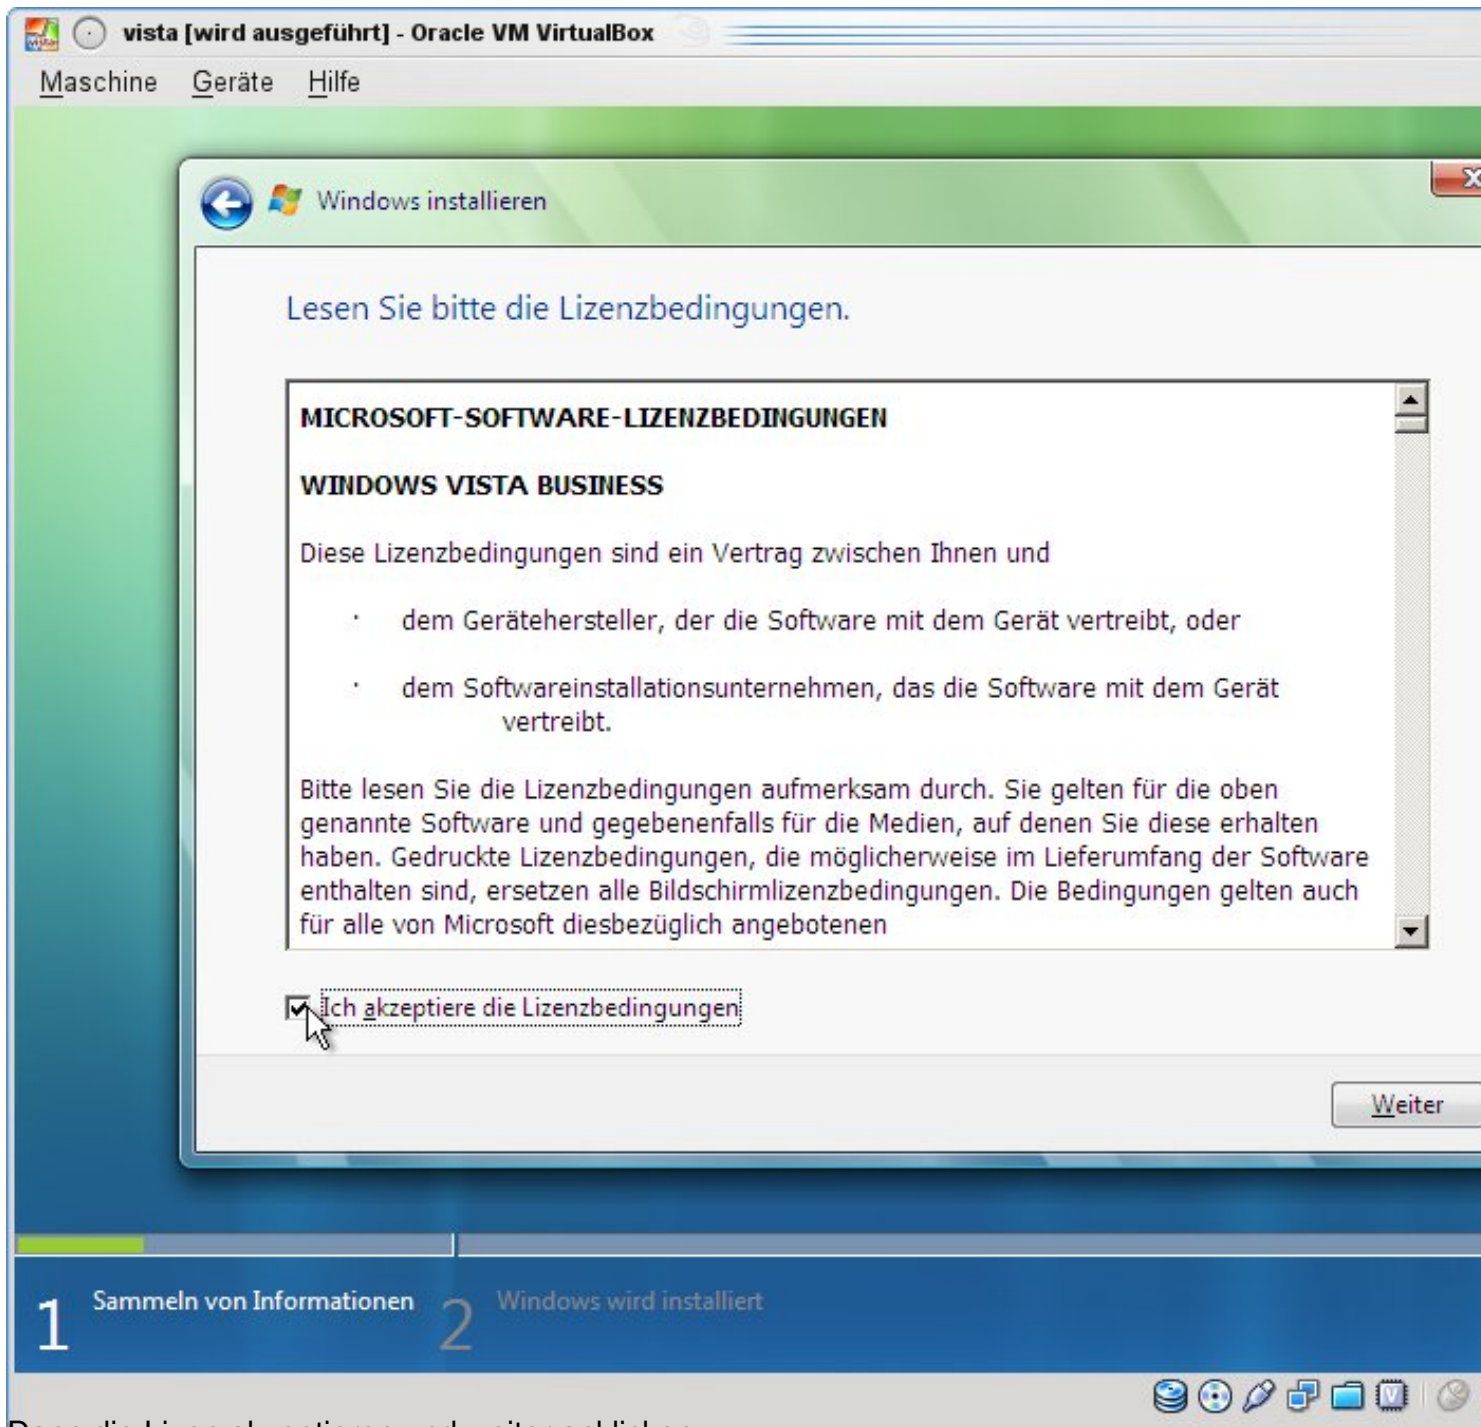 vista [wird ausgeführt] - Oracle VM VirtualBox
Maschine Geräte Hilfe
Windows installieren
Lesen Sie bitte die Lizenzbedingungen.
MICROSOFT-SOFTWARE-LIZENZBEDINGUNGEN
WINDOWS VISTA BUSINESS
Diese Lizenzbedingungen sind ein Vertrag zwischen Ihnen und
· dem Gerätehersteller, der die Software mit dem Gerät vertreibt, oder
· dem Softwareinstallationsunternehmen, das die Software mit dem Gerät
vertreibt.
Bitte lesen Sie die Lizenzbedingungen aufmerksam durch. Sie gelten für die oben
genannte Software und gegebenenfalls für die Medien, auf denen Sie diese erhalten
haben. Gedruckte Lizenzbedingungen, die möglicherweise im Lieferumfang der Software
enthalten sind, ersetzen alle Bildschirmlizenzbedingungen. Die Bedingungen gelten auch
für alle von Microsoft diesbezüglich angebotenen
Ich akzeptiere die Lizenzbedingungen
Weiter
1 Sammeln von Informationen 2 Windows wird installiert